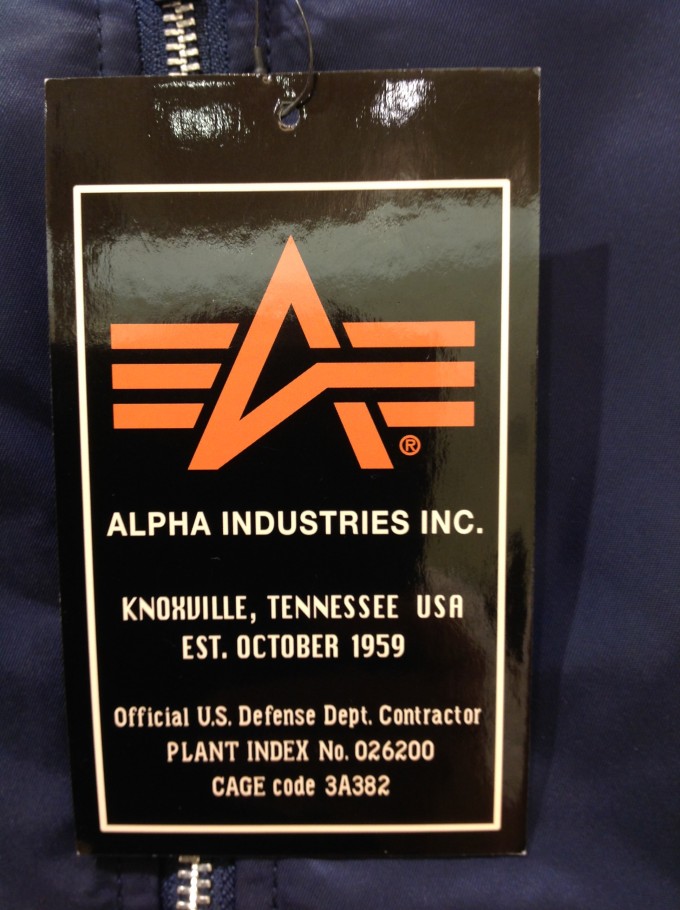 ®
ALPHA INDUSTRIES INC.
KNOXVILLE, TENNESSEE USA
EST. OCTOBER 1959
Official U.S. Defense Dept. Contractor
PLANT INDEX No. 026200
CAGE code 3A382